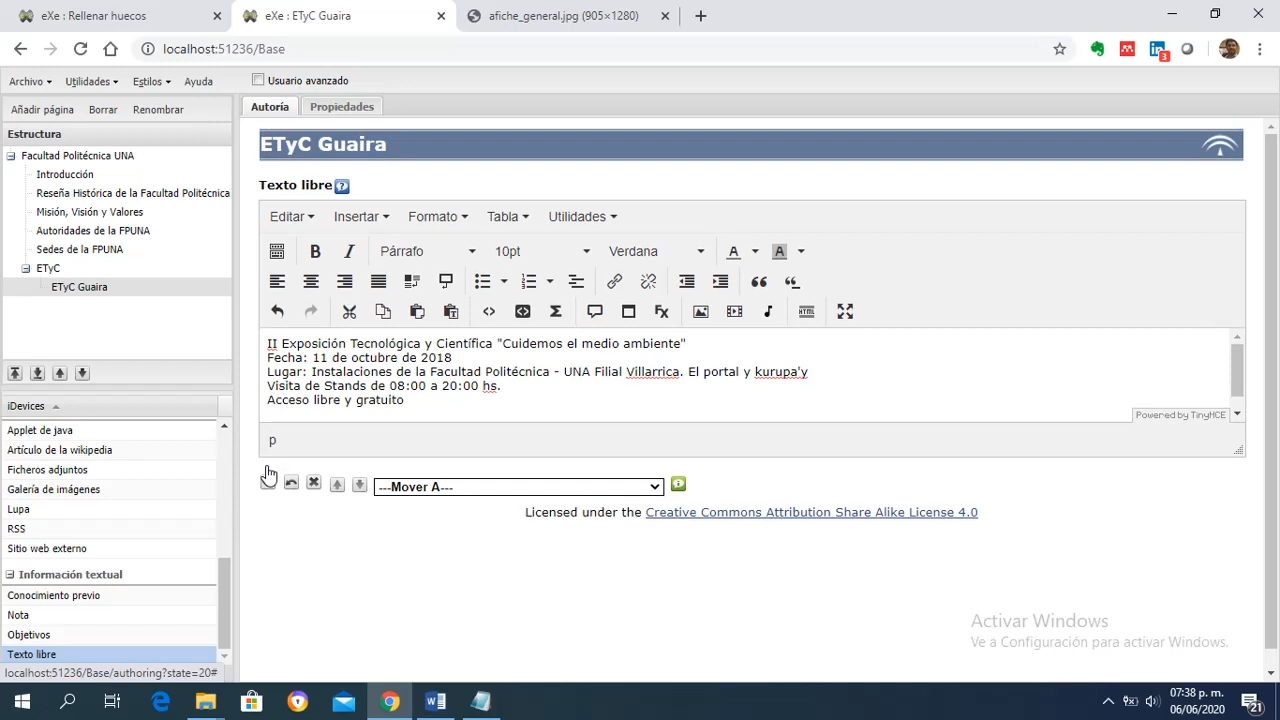 eXe : Rellenar huecos
eXe : ETyC Guaira
afiche_general.jpg (905×1280)
localhost:51236/Base
3
Archivo
Utilidades
Estilos
Ayuda
Usuario avanzado
Añadir página
Borrar
Renombrar
Autoría
Propiedades
Estructura
Facultad Politécnica UNA
Introducción
Reseña Histórica de la Facultad Politécnica
Misión, Visión y Valores
Autoridades de la FPUNA
Sedes de la FPUNA
ETyC
ETyC Guaira
iDevices
Applet de java
Artículo de la wikipedia
Ficheros adjuntos
Galería de imágenes
Lupa
RSS
Sitio web externo
Información textual
Conocimiento previo
Nota
Objetivos
Texto libre
localhost:51236/Base/authoring?state=20#
ETyC Guaira
Texto libre
Editar
Insertar
Formato
Tabla
Utilidades
B
I
Párrafo
10pt
Verdana
A
A
Σ
Fx
HTML
II Exposición Tecnológica y Científica "Cuidemos el medio ambiente"
Fecha: 11 de octubre de 2018
Lugar: Instalaciones de la Facultad Politécnica - UNA Filial Villarrica. El portal y kurupa'y
Visita de Stands de 08:00 a 20:00 hs.
Acceso libre y gratuito
Powered by TinyMCE
p
---Mover A---
Licensed under the Creative Commons Attribution Share Alike License 4.0
Activar Windows
Ve a Configuración para activar Windows.
07:38 p. m.
06/06/2020
21